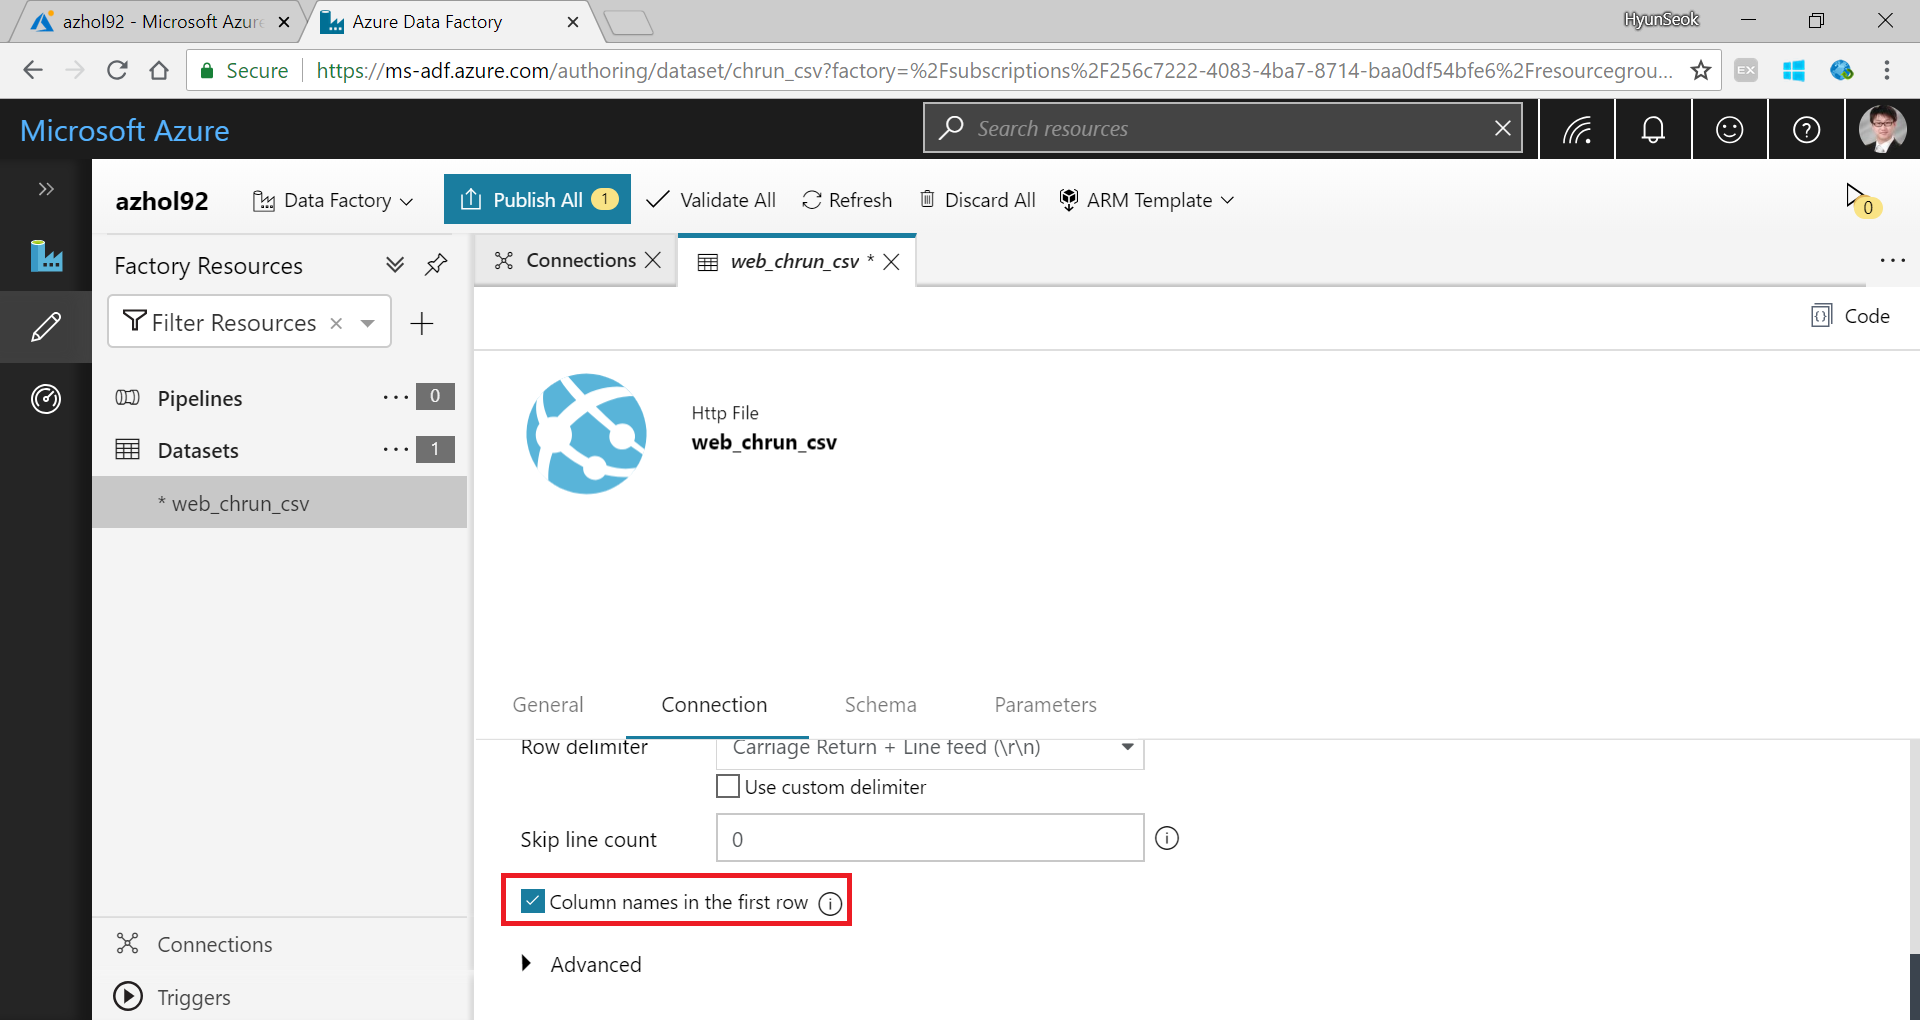 azhol92 - Microsoft Azure
Azure Data Factory
HyunSeok
Secure
https://ms-adf.azure.com/authoring/dataset/chrun_csv?factory=%2Fsubscriptions%2F256c7222-4083-4ba7-8714-baa0df54bfe6%2Fresourcegrou...
EX
Microsoft Azure
Search resources
azhol92
Data Factory
Publish All 1
Validate All
Refresh
Discard All
ARM Template
0
Factory Resources
Connections
web_chrun_csv *
...
Filter Resources
Code
Pipelines ... 0
Datasets ... 1
* web_chrun_csv
Http File
web_chrun_csv
General
Connection
Schema
Parameters
Row delimiter
Carriage Return + Line feed (\r\n)
Use custom delimiter
Skip line count
0
Column names in the first row
Advanced
Connections
Triggers